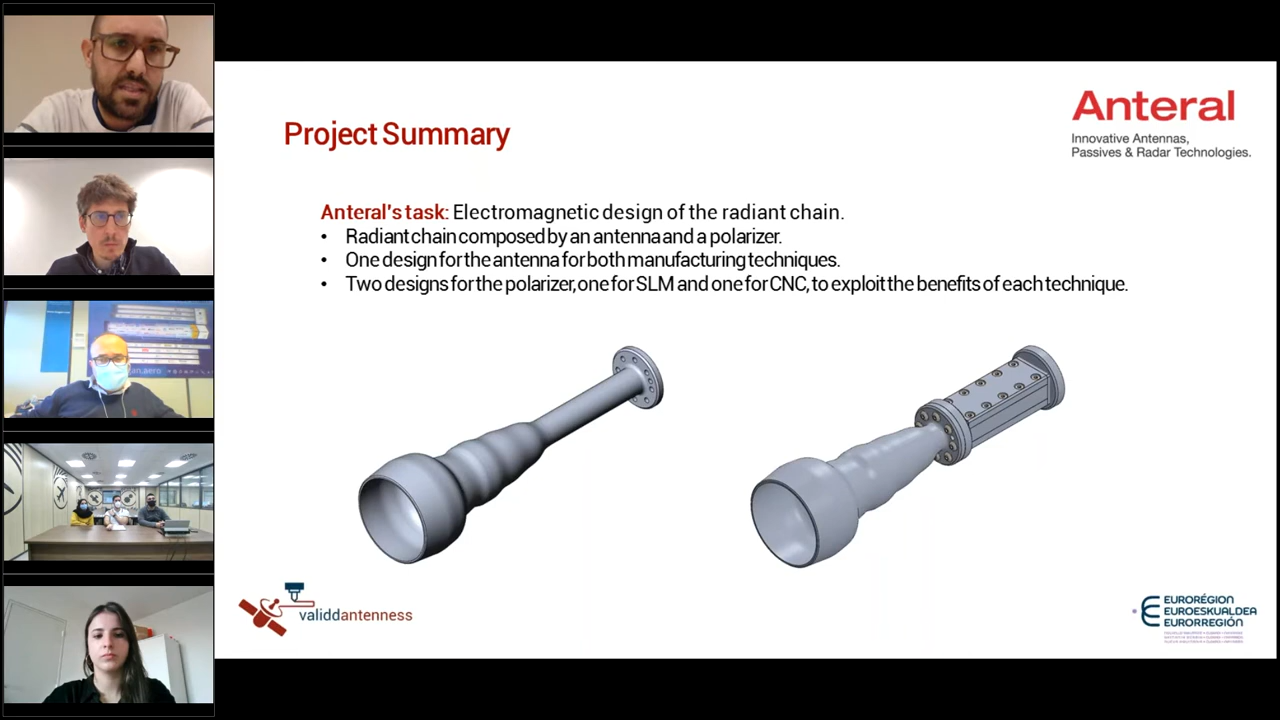 Project Summary
Anteral
Innovative Antennas,
Passives & Radar Technologies.
Anteral's task: Electromagnetic design of the radiant chain.
• Radiant chain composed by an antenna and a polarizer.
• One design for the antenna for both manufacturing techniques.
• Two designs for the polarizer, one for SLM and one for CNC, to exploit the benefits of each technique.
validdantenness
EURORÉGION
EUROESKUALDEA
EURORREGIÓN
an.aero